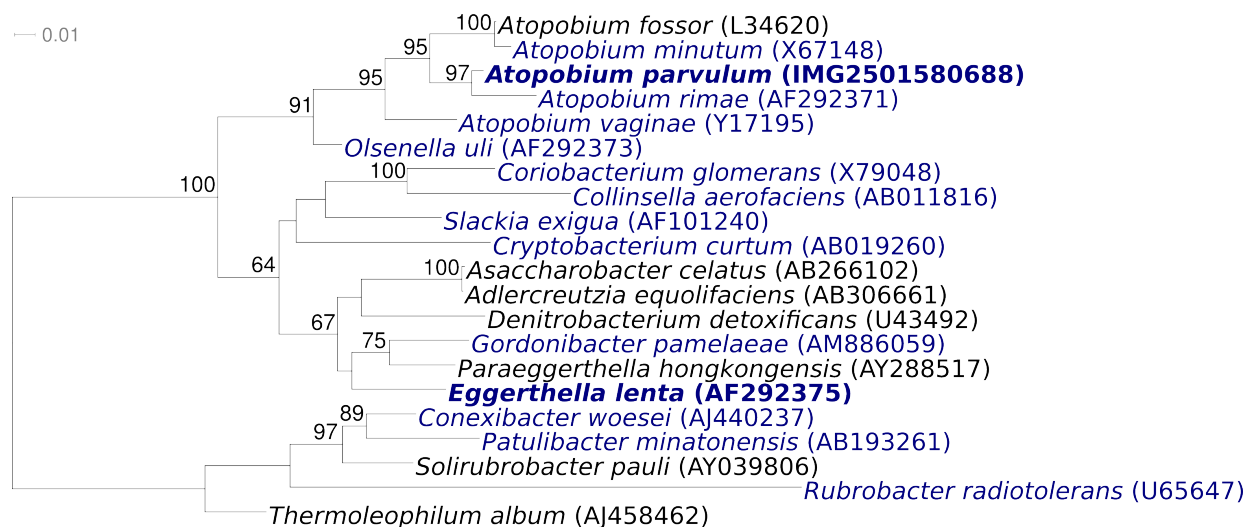 0.01
100 Atopobium fossor (L34620)
Atopobium minutum (X67148)
95
97 Atopobium parvulum (IMG2501580688)
95
Atopobium rimae (AF292371)
91
Atopobium vaginae (Y17195)
Olsenella uli (AF292373)
100 Coriobacterium glomerans (X79048)
100
Collinsella aerofaciens (AB011816)
Slackia exigua (AF101240)
Cryptobacterium curtum (AB019260)
64
100 Asaccharobacter celatus (AB266102)
Adlercreutzia equolifaciens (AB306661)
67
Denitrobacterium detoxificans (U43492)
75 Gordonibacter pamelaeae (AM886059)
Paraeggerthella hongkongensis (AY288517)
Eggerthella lenta (AF292375)
89 Conexibacter woesei (AJ440237)
97
Patulibacter minatonensis (AB193261)
Solirubrobacter pauli (AY039806)
Rubrobacter radiotolerans (U65647)
Thermoleophilum album (AJ458462)